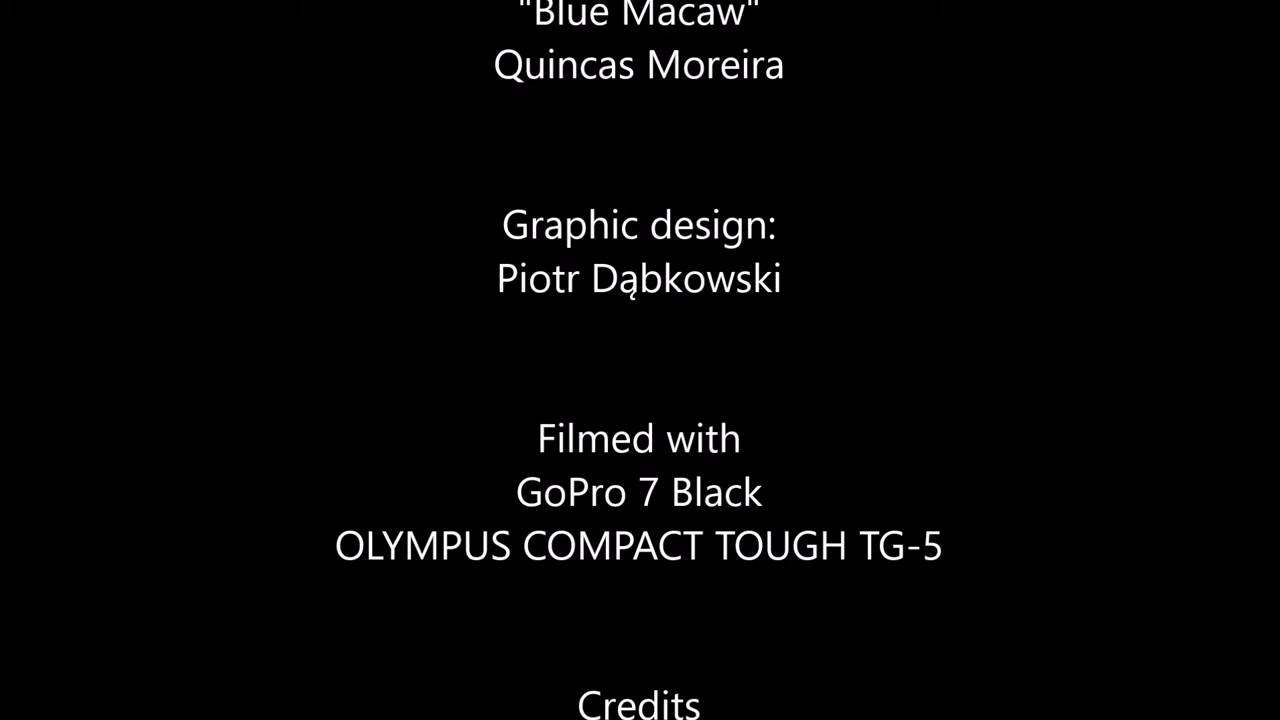 "Blue Macaw"
Quincas Moreira
Graphic design:
Piotr Dąbkowski
Filmed with
GoPro 7 Black
OLYMPUS COMPACT TOUGH TG-5
Credits